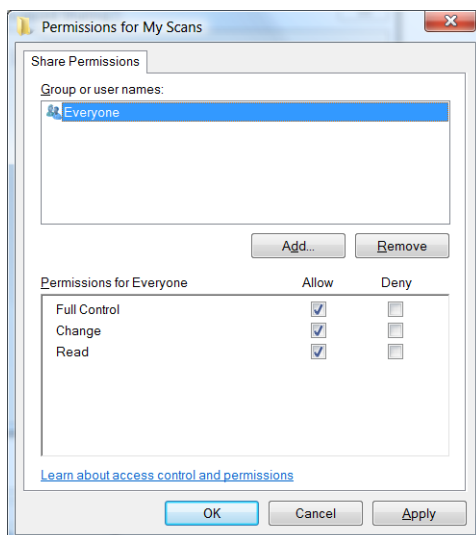 Permissions for My Scans
Share Permissions
Group or user names:
Everyone
Add...
Remove
Permissions for Everyone Allow Deny
Full Control
Change
Read
Learn about access control and permissions
OK Cancel Apply